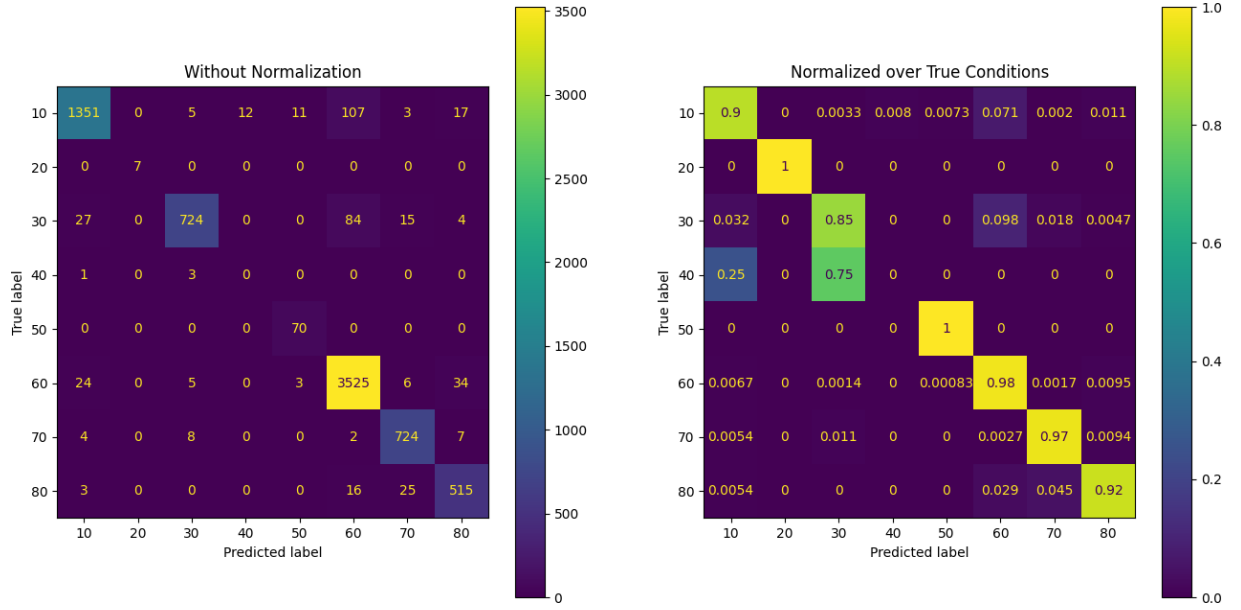 Without Normalization
True label
10 1351 0 5 12 11 107 3 17
20 0 7 0 0 0 0 0 0
30 27 0 724 0 0 84 15 4
40 1 0 3 0 0 0 0 0
50 0 0 0 0 70 0 0 0
60 24 0 5 0 3 3525 6 34
70 4 0 8 0 0 2 724 7
80 3 0 0 0 0 16 25 515
10 20 30 40 50 60 70 80
Predicted label
3500
3000
2500
2000
1500
1000
500
0
Normalized over True Conditions
True label
10 0.9 0 0.0033 0.008 0.0073 0.071 0.002 0.011
20 0 1 0 0 0 0 0 0
30 0.032 0 0.85 0 0 0.098 0.018 0.0047
40 0.25 0 0.75 0 0 0 0 0
50 0 0 0 0 1 0 0 0
60 0.0067 0 0.0014 0 0.00083 0.98 0.0017 0.0095
70 0.0054 0 0.011 0 0 0.0027 0.97 0.0094
80 0.0054 0 0 0 0 0.029 0.045 0.92
10 20 30 40 50 60 70 80
Predicted label
1.0
0.8
0.6
0.4
0.2
0.0